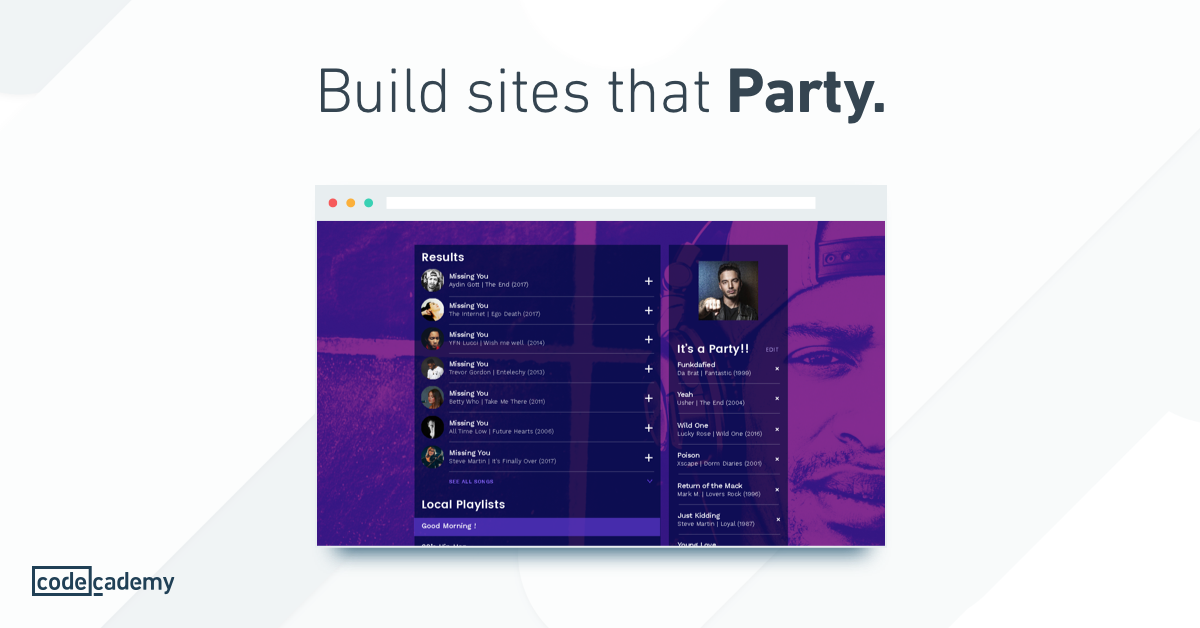 Build sites that Party.
Results
Missing You
Aydin Gott | The End (2017)
Missing You
The Internet | Ego Death (2017)
Missing You
YFN Lucci | Wish me well (2014)
Missing You
Trevor Gordon | Entelechy (2013)
Missing You
Betty Who | Take Me There (2011)
Missing You
All Time Low | Future Hearts (2006)
Missing You
Steve Martin | It's Finally Over (2017)
SEE ALL SONGS
Local Playlists
Good Morning !
It's a Party!!
EDIT
Funkdafied
Da Brat | Fantastic (1999)
Yeah
Usher | The End (2004)
Wild One
Lucky Rose | Wild One (2016)
Poison
Xscape | Dorm Diaries (2001)
Return of the Mack
Mark M. | Lovers Rock (1996)
Just Kidding
Steve Martin | Loyal (1987)
Young Love
codecademy